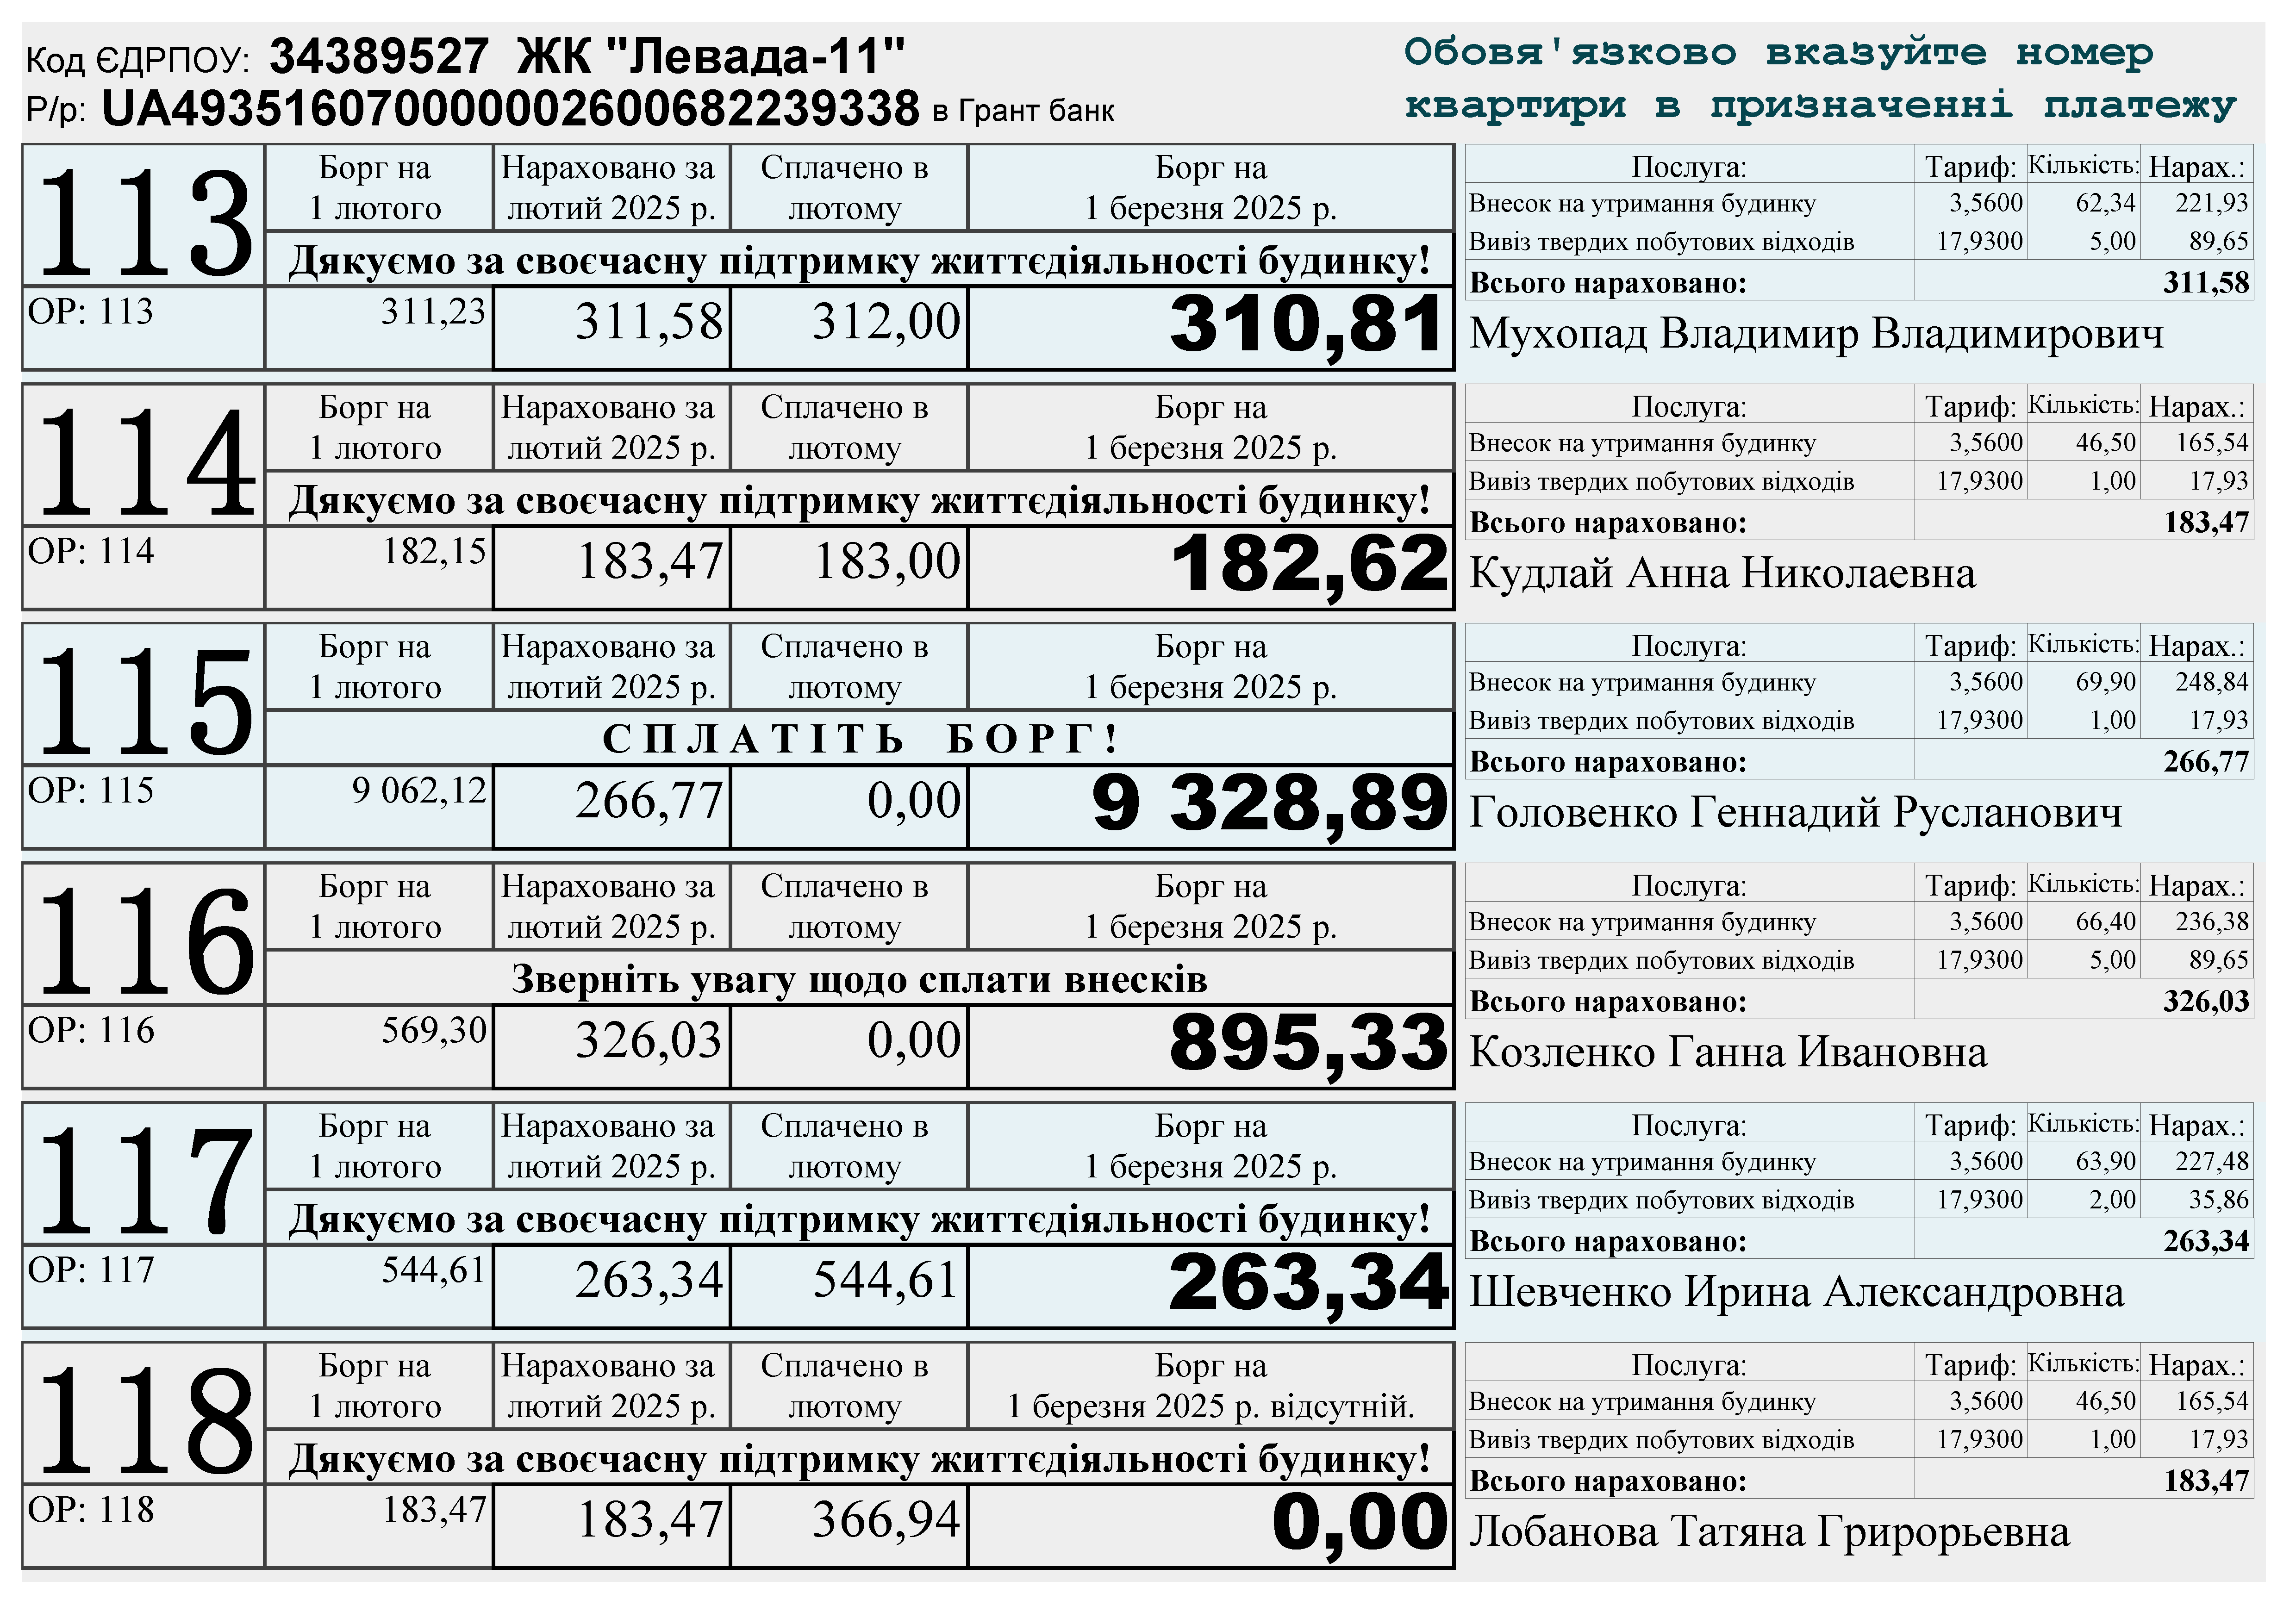 Код ЄДРПОУ: 34389527 ЖК "Левада-11"
Р/р: UA493516070000002600682239338 в Грант банк
Обовя'язково вказуйте номер
квартири в призначенні платежу
113
Борг на 1 лютого Нараховано за лютий 2025 р. Сплачено в лютому Борг на 1 березня 2025 р.
Дякуємо за своєчасну підтримку життєдіяльності будинку!
ОР: 113 311,23 311,58 312,00 310,81
Послуга: Тариф: Кількість: Нарах.:
Внесок на утримання будинку 3,5600 62,34 221,93
Вивіз твердих побутових відходів 17,9300 5,00 89,65
Всього нараховано: 311,58
Мухопад Владимир Владимирович
114
Борг на 1 лютого Нараховано за лютий 2025 р. Сплачено в лютому Борг на 1 березня 2025 р.
Дякуємо за своєчасну підтримку життєдіяльності будинку!
ОР: 114 182,15 183,47 183,00 182,62
Послуга: Тариф: Кількість: Нарах.:
Внесок на утримання будинку 3,5600 46,50 165,54
Вивіз твердих побутових відходів 17,9300 1,00 17,93
Всього нараховано: 183,47
Кудлай Анна Николаевна
115
Борг на 1 лютого Нараховано за лютий 2025 р. Сплачено в лютому Борг на 1 березня 2025 р.
С П Л А Т І Т Ь Б О Р Г !
ОР: 115 9 062,12 266,77 0,00 9 328,89
Послуга: Тариф: Кількість: Нарах.:
Внесок на утримання будинку 3,5600 69,90 248,84
Вивіз твердих побутових відходів 17,9300 1,00 17,93
Всього нараховано: 266,77
Головенко Геннадий Русланович
116
Борг на 1 лютого Нараховано за лютий 2025 р. Сплачено в лютому Борг на 1 березня 2025 р.
Зверніть увагу щодо сплати внесків
ОР: 116 569,30 326,03 0,00 895,33
Послуга: Тариф: Кількість: Нарах.:
Внесок на утримання будинку 3,5600 66,40 236,38
Вивіз твердих побутових відходів 17,9300 5,00 89,65
Всього нараховано: 326,03
Козленко Ганна Ивановна
117
Борг на 1 лютого Нараховано за лютий 2025 р. Сплачено в лютому Борг на 1 березня 2025 р.
Дякуємо за своєчасну підтримку життєдіяльності будинку!
ОР: 117 544,61 263,34 544,61 263,34
Послуга: Тариф: Кількість: Нарах.:
Внесок на утримання будинку 3,5600 63,90 227,48
Вивіз твердих побутових відходів 17,9300 2,00 35,86
Всього нараховано: 263,34
Шевченко Ирина Александровна
118
Борг на 1 лютого Нараховано за лютий 2025 р. Сплачено в лютому Борг на 1 березня 2025 р. відсутній.
Дякуємо за своєчасну підтримку життєдіяльності будинку!
ОР: 118 183,47 183,47 366,94 0,00
Послуга: Тариф: Кількість: Нарах.:
Внесок на утримання будинку 3,5600 46,50 165,54
Вивіз твердих побутових відходів 17,9300 1,00 17,93
Всього нараховано: 183,47
Лобанова Татяна Грирорьевна